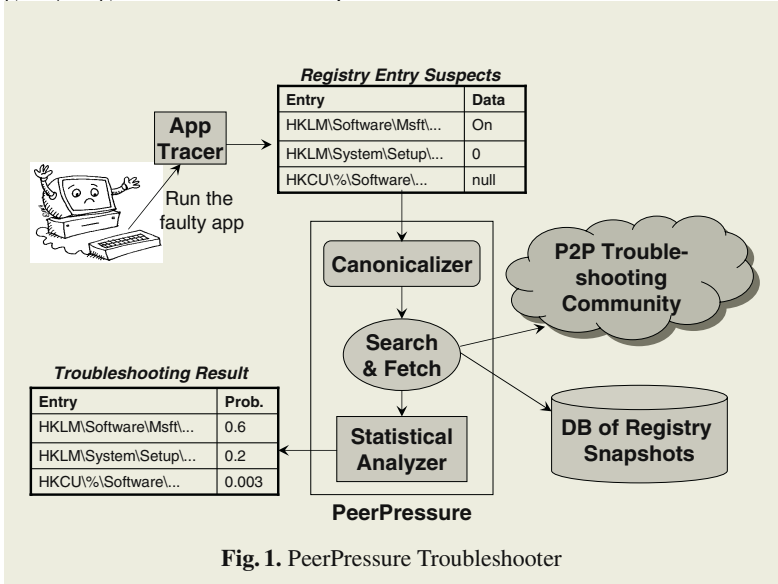 Registry Entry Suspects
Entry Data
HKLM\Software\Msft\... On
HKLM\System\Setup\... 0
HKCU\%\Software\... null
App
Tracer
Run the
faulty app
Canonicalizer
P2P Trouble-
shooting
Community
Search
& Fetch
Troubleshooting Result
Entry Prob.
HKLM\Software\Msft\... 0.6
HKLM\System\Setup\... 0.2
HKCU\%\Software\... 0.003
Statistical
Analyzer
DB of Registry
Snapshots
PeerPressure
Fig. 1. PeerPressure Troubleshooter